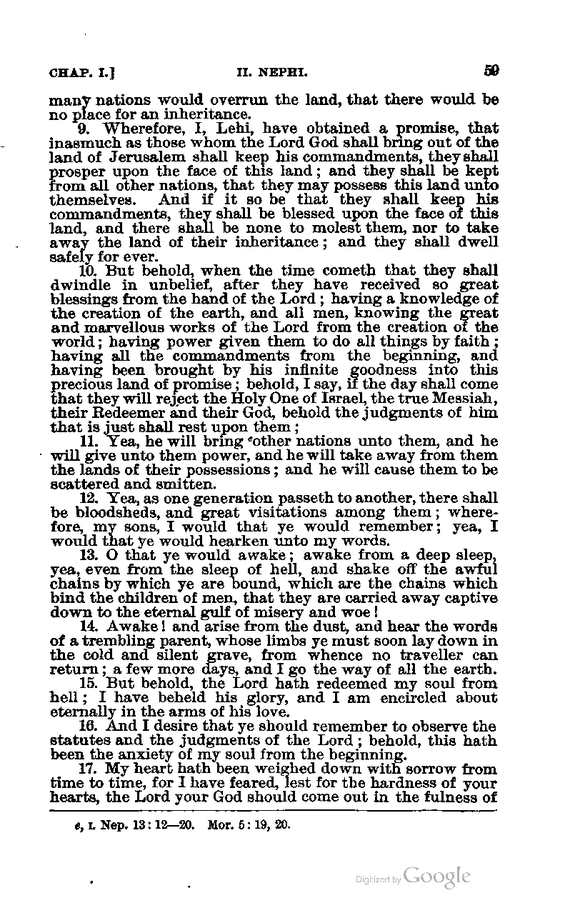 CHAP. I.] II. NEPHI. 59
many nations would overrun the land, that there would be
no place for an inheritance.
9. Wherefore, I, Lehi, have obtained a promise, that
inasmuch as those whom the Lord God shall bring out of the
land of Jerusalem shall keep his commandments, they shall
prosper upon the face of this land; and they shall be kept
from all other nations, that they may possess this land unto
themselves. And if it so be that they shall keep his
commandments, they shall be blessed upon the face of this
land, and there shall be none to molest them, nor to take
away the land of their inheritance; and they shall dwell
safely for ever.
10. But behold, when the time cometh that they shall
dwindle in unbelief, after they have received so great
blessings from the hand of the Lord; having a knowledge of
the creation of the earth, and all men, knowing the great
and marvellous works of the Lord from the creation of the
world; having power given them to do all things by faith;
having all the commandments from the beginning, and
having been brought by his infinite goodness into this
precious land of promise; behold, I say, if the day shall come
that they will reject the Holy One of Israel, the true Messiah,
their Redeemer and their God, behold the judgments of him
that is just shall rest upon them;
11. Yea, he will bring ᵉother nations unto them, and he
will give unto them power, and he will take away from them
the lands of their possessions; and he will cause them to be
scattered and smitten.
12. Yea, as one generation passeth to another, there shall
be bloodsheds, and great visitations among them; where-
fore, my sons, I would that ye would remember; yea, I
would that ye would hearken unto my words.
13. O that ye would awake; awake from a deep sleep,
yea, even from the sleep of hell, and shake off the awful
chains by which ye are bound, which are the chains which
bind the children of men, that they are carried away captive
down to the eternal gulf of misery and woe!
14. Awake! and arise from the dust, and hear the words
of a trembling parent, whose limbs ye must soon lay down in
the cold and silent grave, from whence no traveller can
return; a few more days, and I go the way of all the earth.
15. But behold, the Lord hath redeemed my soul from
hell; I have beheld his glory, and I am encircled about
eternally in the arms of his love.
16. And I desire that ye should remember to observe the
statutes and the judgments of the Lord; behold, this hath
been the anxiety of my soul from the beginning.
17. My heart hath been weighed down with sorrow from
time to time, for I have feared, lest for the hardness of your
hearts, the Lord your God should come out in the fulness of
e, I. Nep. 13: 12—20. Mor. 5: 19, 20.
Digitized by Google